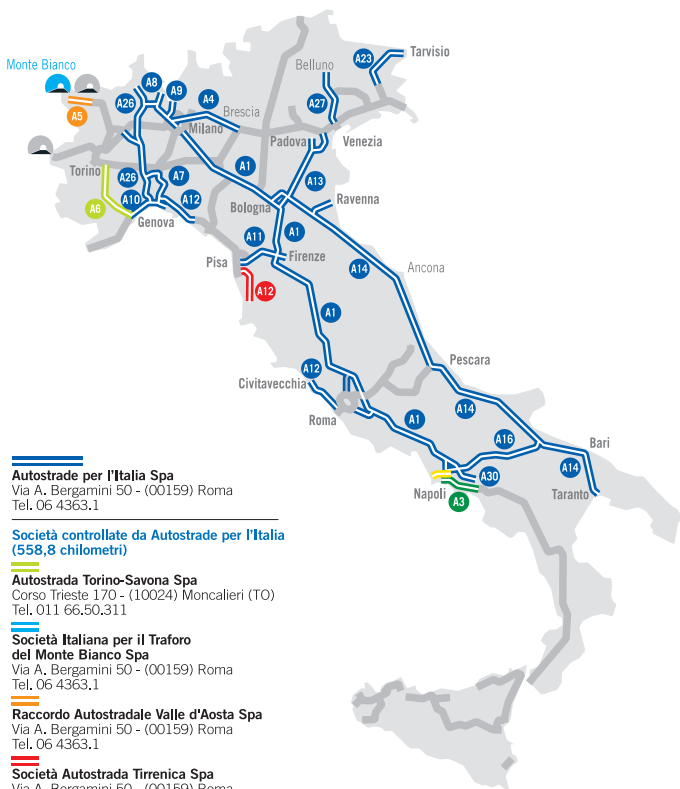 Tarvisio
A23
Belluno
Monte Bianco
A8
A9
A4
A26
A27
A5
Brescia
Milano
Padova
Venezia
A1
Torino
A26
A7
A13
A10
A12
Ravenna
A6
Genova
Bologna
A1
A11
Pisa
Firenze
A14
Ancona
A12
A1
Pescara
A12
Civitavecchia
A14
Roma
A1
A16
Bari
A14
A30
Napoli
A3
Taranto
Autostrade per l'Italia Spa
Via A. Bergamini 50 - (00159) Roma
Tel. 06 4363.1
Società controllate da Autostrade per l'Italia
(558,8 chilometri)
Autostrada Torino-Savona Spa
Corso Trieste 170 - (10024) Moncalieri (TO)
Tel. 011 66.50.311
Società Italiana per il Traforo
del Monte Bianco Spa
Via A. Bergamini 50 - (00159) Roma
Tel. 06 4363.1
Raccordo Autostradale Valle d'Aosta Spa
Via A. Bergamini 50 - (00159) Roma
Tel. 06 4363.1
Società Autostrada Tirrenica Spa
Via A. Bergamini 50 - (00159) Roma